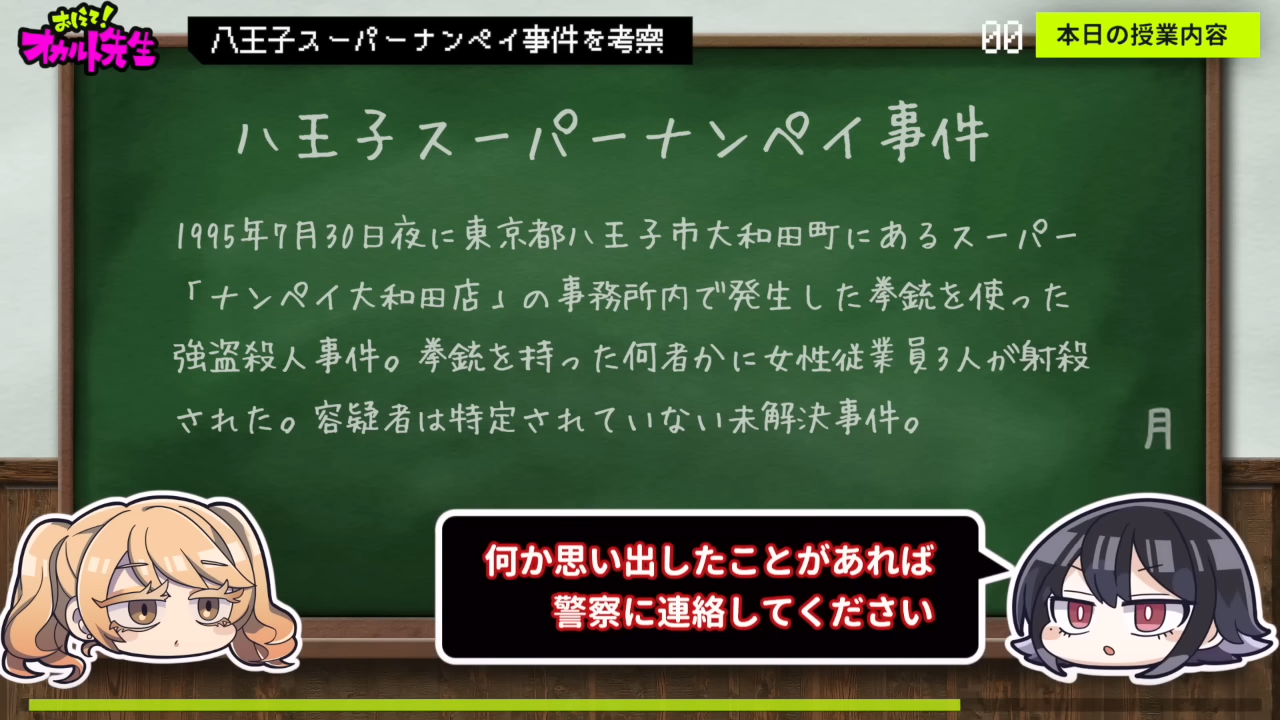 おしえて!
オカルト先生
八王子スーパーナンペイ事件を考察
00
本日の授業内容
八王子スーパーナンペイ事件
1995年7月30日夜に東京都八王子市大和田町にあるスーパー
「ナンペイ大和田店」の事務所内で発生した拳銃を使った
強盗殺人事件。拳銃を持った何者かに女性従業員3人が射殺
された。容疑者は特定されていない未解決事件。
月
何か思い出したことがあれば
警察に連絡してください